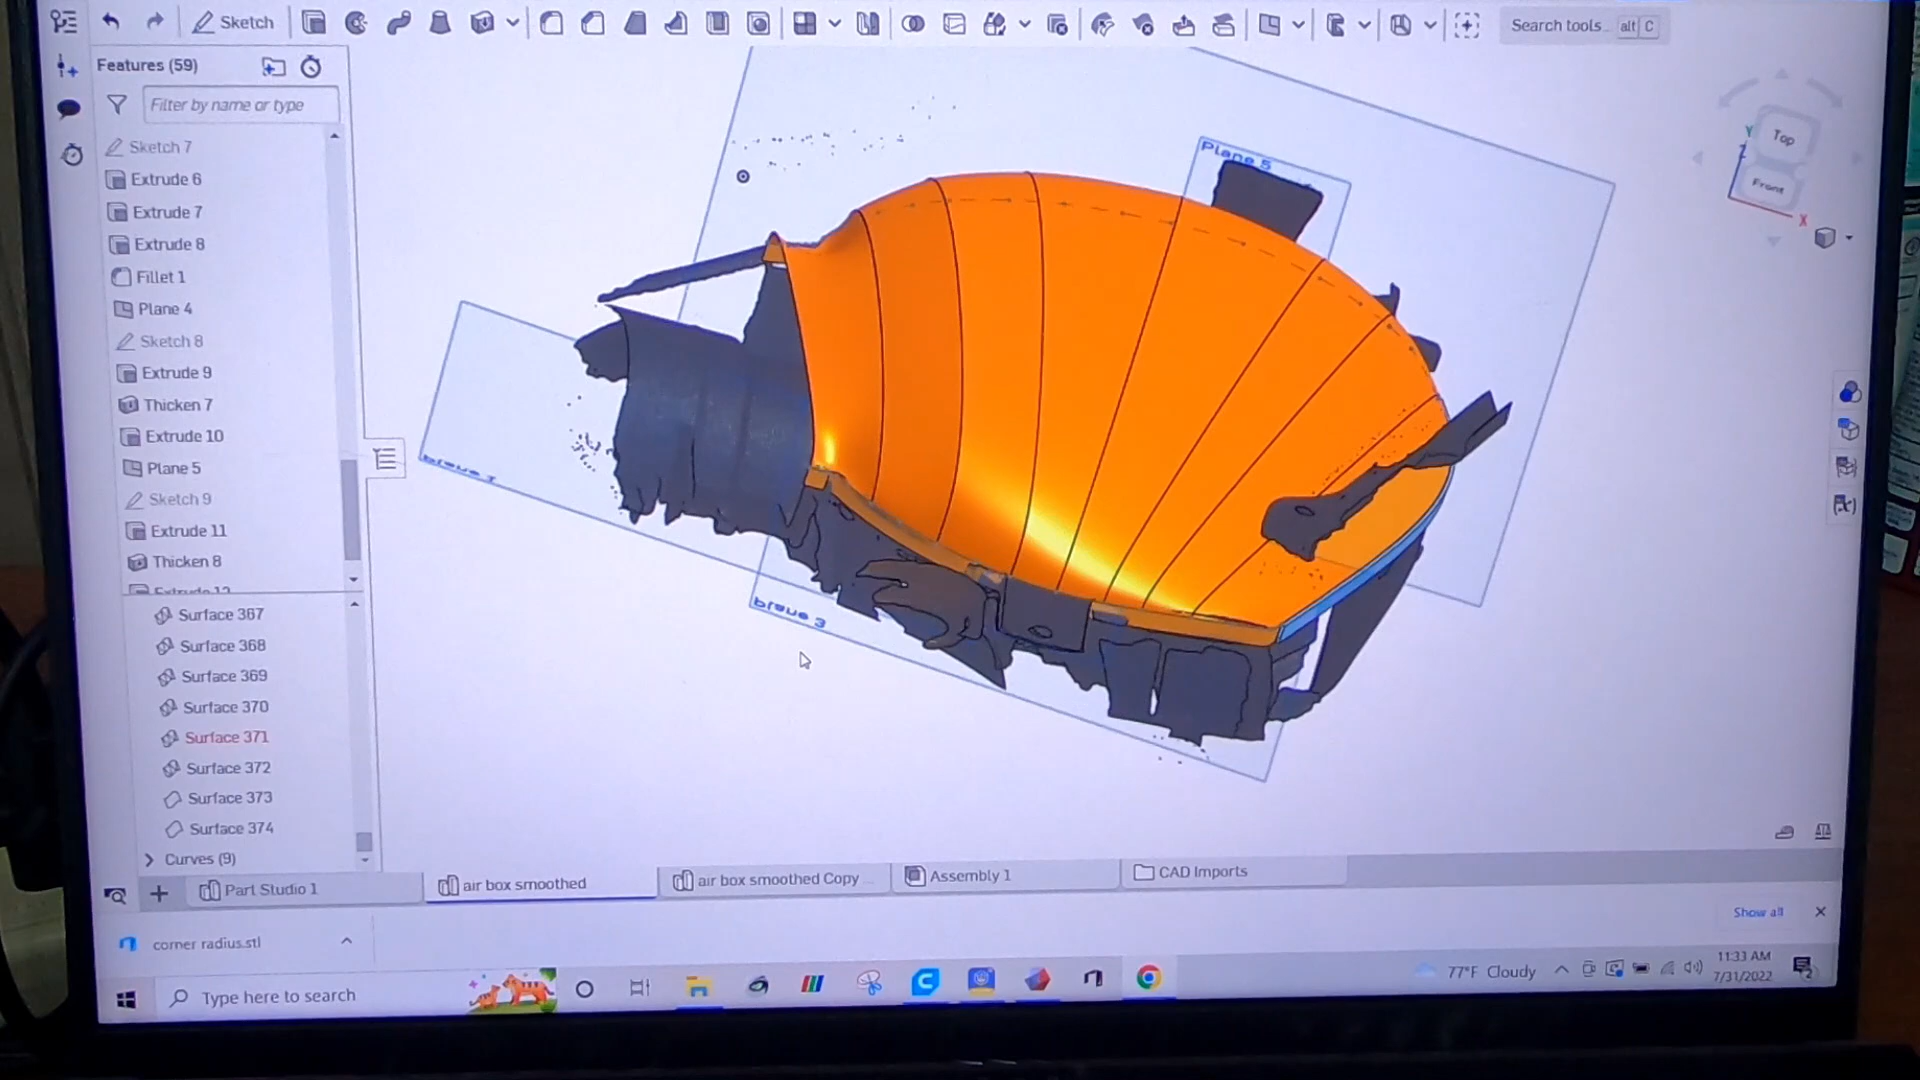 Sketch
Search tools...
alt
C
Features (59)
Filter by name or type
Sketch 7
Extrude 6
Extrude 7
Extrude 8
Fillet 1
Plane 4
Sketch 8
Extrude 9
Thicken 7
Extrude 10
Plane 5
Sketch 9
Extrude 11
Thicken 8
Extrude 12
Surface 367
Surface 368
Surface 369
Surface 370
Surface 371
Surface 372
Surface 373
Surface 374
Curves (9)
Plane 5
Top
Front
X
Y
Z
Part Studio 1
air box smoothed
air box smoothed Copy ...
Assembly 1
CAD Imports
Show all
corner radius.stl
Type here to search
77°F Cloudy
11:33 AM
7/31/2022